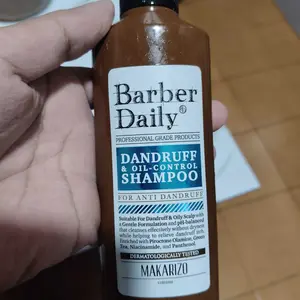 Barber
Daily®
PROFESSIONAL GRADE PRODUCTS
DANDRUFF
& OIL-CONTROL
SHAMPOO
FOR ANTI DANDRUFF
Suitable For Dandruff & Oily Scalp with
a Gentle Formulation and pH-balanced
that cleanses effectively without dryness
while helping to relieve dandruff itch.
Enriched with Piroctone Olamine, Green
Tea, Niacinamide, and Panthenol.
DERMATOLOGICALLY TESTED
MAKARIZO